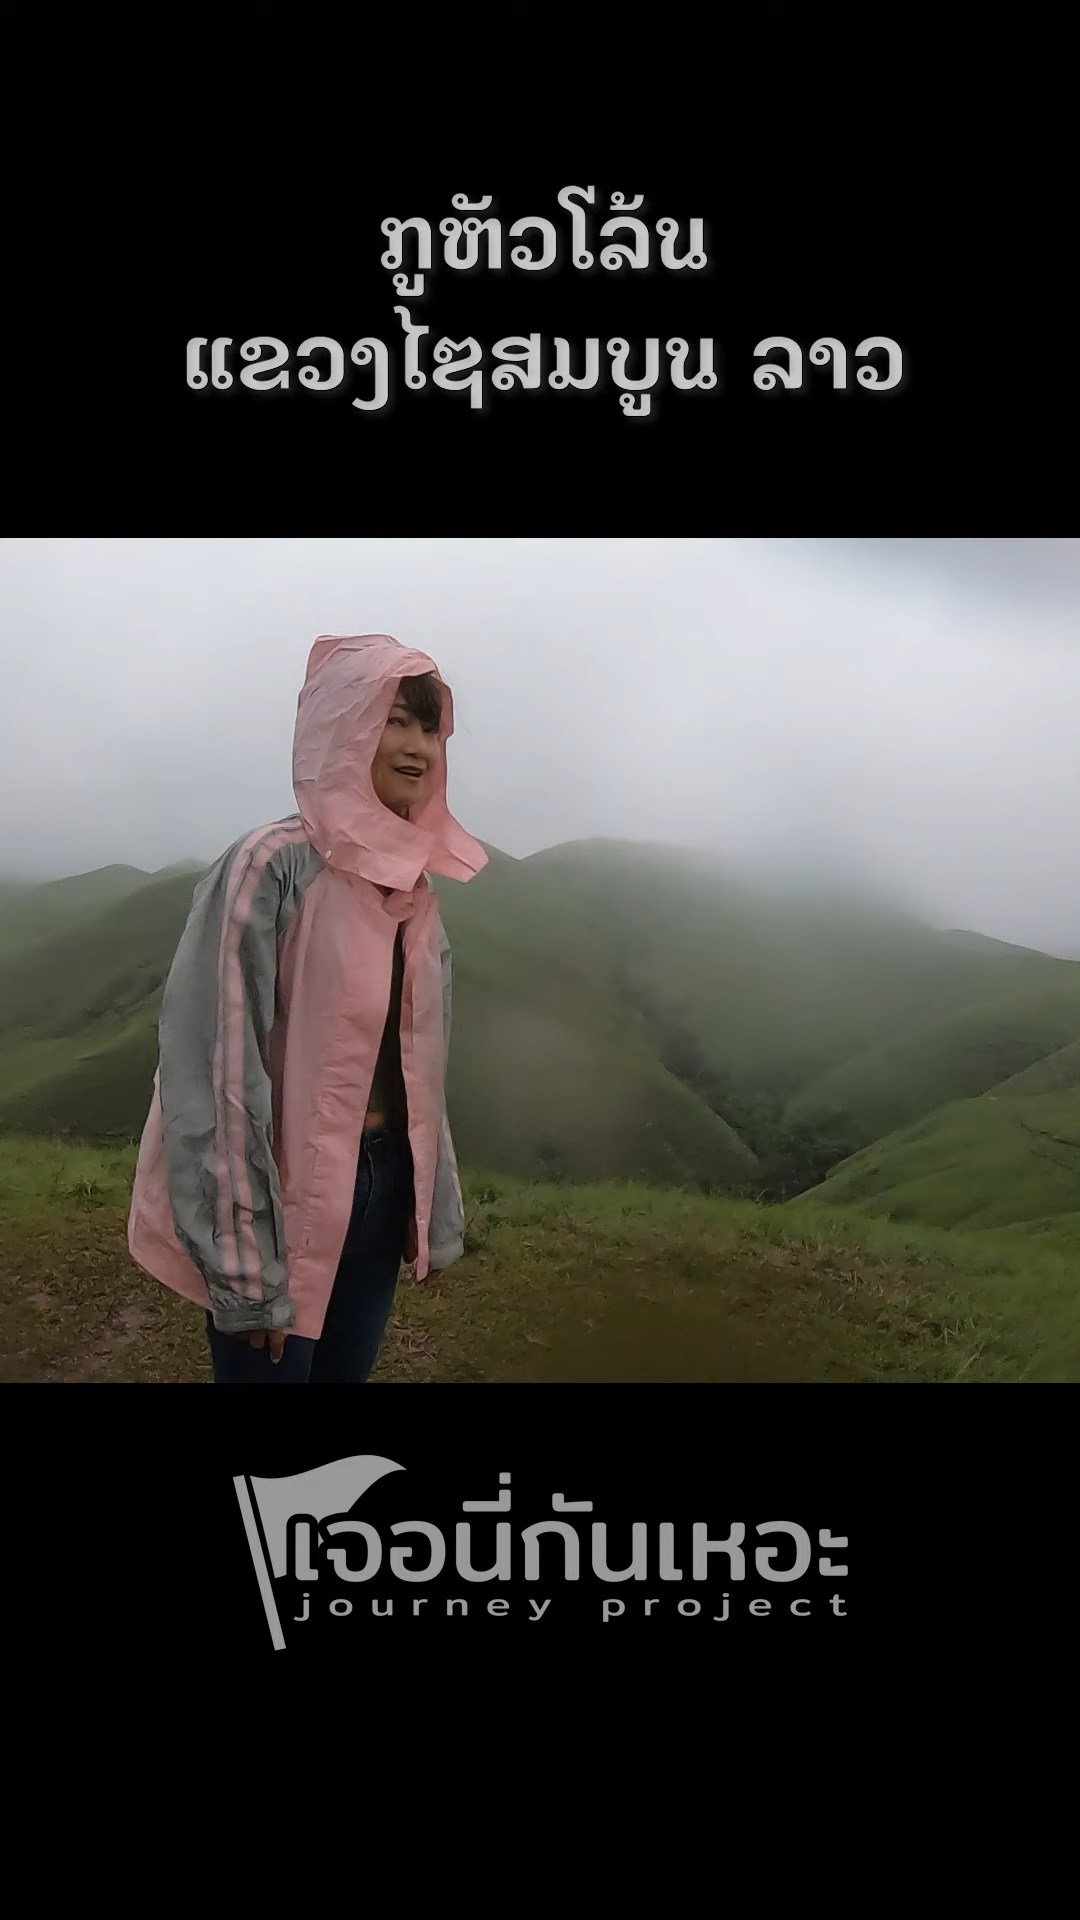 ກູຫັວໂລ້ນ
ແຂວງໄຊສົມບູນ ລາວ
เจอนี่กันเหอะ
journey project